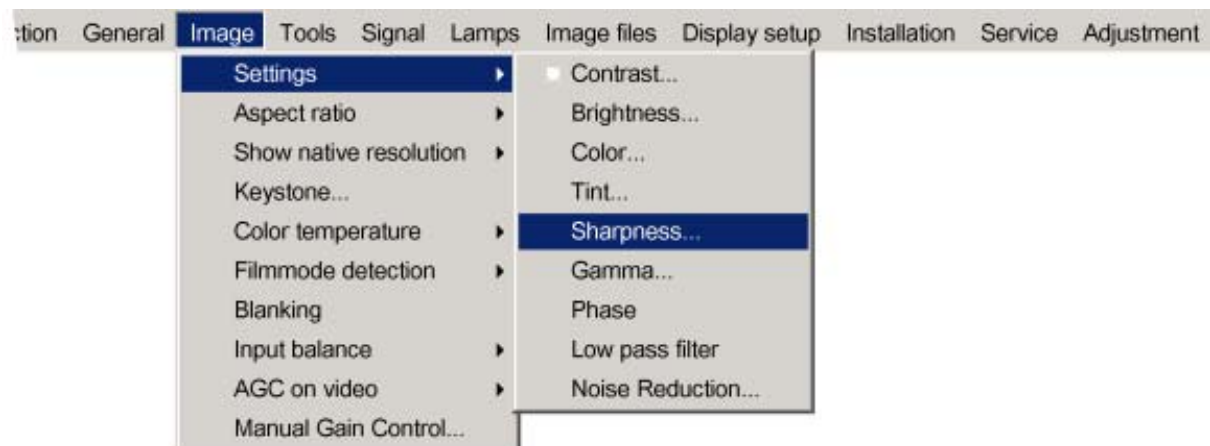 ction General Image Tools Signal Lamps Image files Display setup Installation Service Adjustment
Settings
Aspect ratio
Show native resolution
Keystone...
Color temperature
Filmmode detection
Blanking
Input balance
AGC on video
Manual Gain Control...
Contrast...
Brightness...
Color...
Tint...
Sharpness...
Gamma...
Phase
Low pass filter
Noise Reduction...